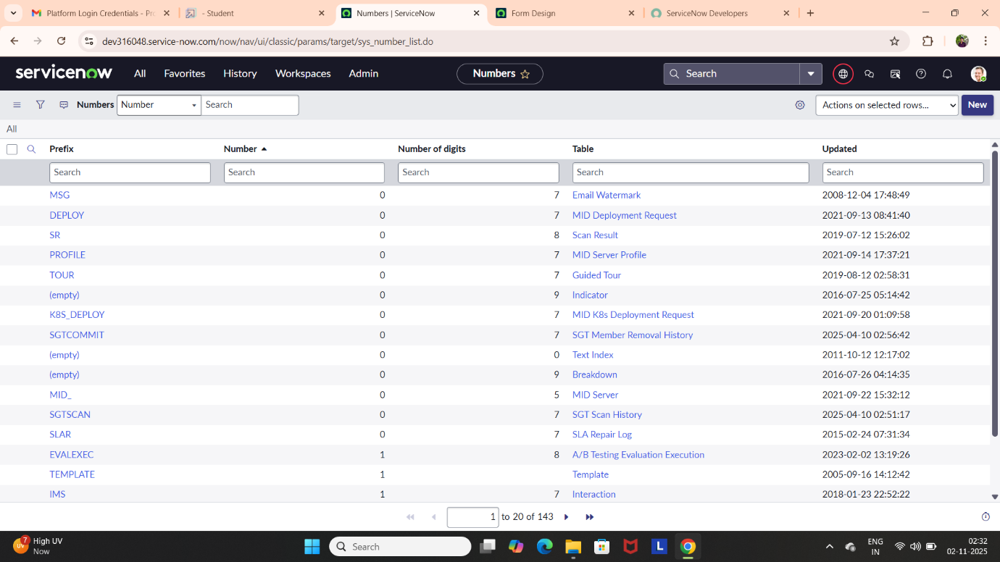 Platform Login Credentials - Pro
- Student
Numbers | ServiceNow
Form Design
ServiceNow Developers
dev316048.service-now.com/now/nav/ui/classic/params/target/sys_number_list.do
servicenow All Favorites History Workspaces Admin Numbers Search
Numbers Number Search Actions on selected rows... New
All
Prefix Number Number of digits Table Updated
Search Search Search Search Search
MSG 0 7 Email Watermark 2008-12-04 17:48:49
DEPLOY 0 7 MID Deployment Request 2021-09-13 08:41:40
SR 0 8 Scan Result 2019-07-12 15:26:02
PROFILE 0 7 MID Server Profile 2021-09-14 17:37:21
TOUR 0 7 Guided Tour 2019-08-12 02:58:31
(empty) 0 9 Indicator 2016-07-25 05:14:42
K8S_DEPLOY 0 7 MID K8s Deployment Request 2021-09-20 01:09:58
SGTCOMMIT 0 7 SGT Member Removal History 2025-04-10 02:56:42
(empty) 0 0 Text Index 2011-10-12 12:17:02
(empty) 0 9 Breakdown 2016-07-26 04:14:35
MID_ 0 5 MID Server 2021-09-22 15:32:12
SGTSCAN 0 7 SGT Scan History 2025-04-10 02:51:17
SLAR 0 7 SLA Repair Log 2015-02-24 07:31:34
EVALEXEC 1 8 A/B Testing Evaluation Execution 2023-02-02 13:19:26
TEMPLATE 1 Template 2005-09-16 14:12:42
IMS 1 7 Interaction 2018-01-23 22:52:22
1 to 20 of 143
7 UV High UV
Now
Search
L
ENG
IN
02:32
02-11-2025